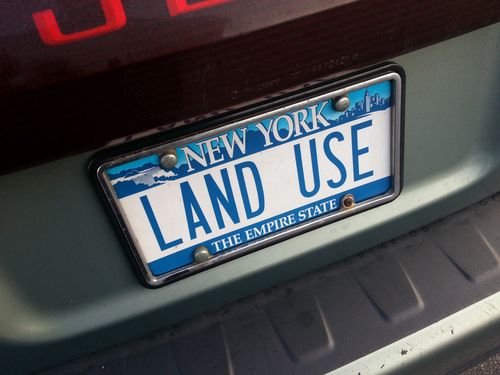 NEW YORK
LAND USE
THE EMPIRE STATE